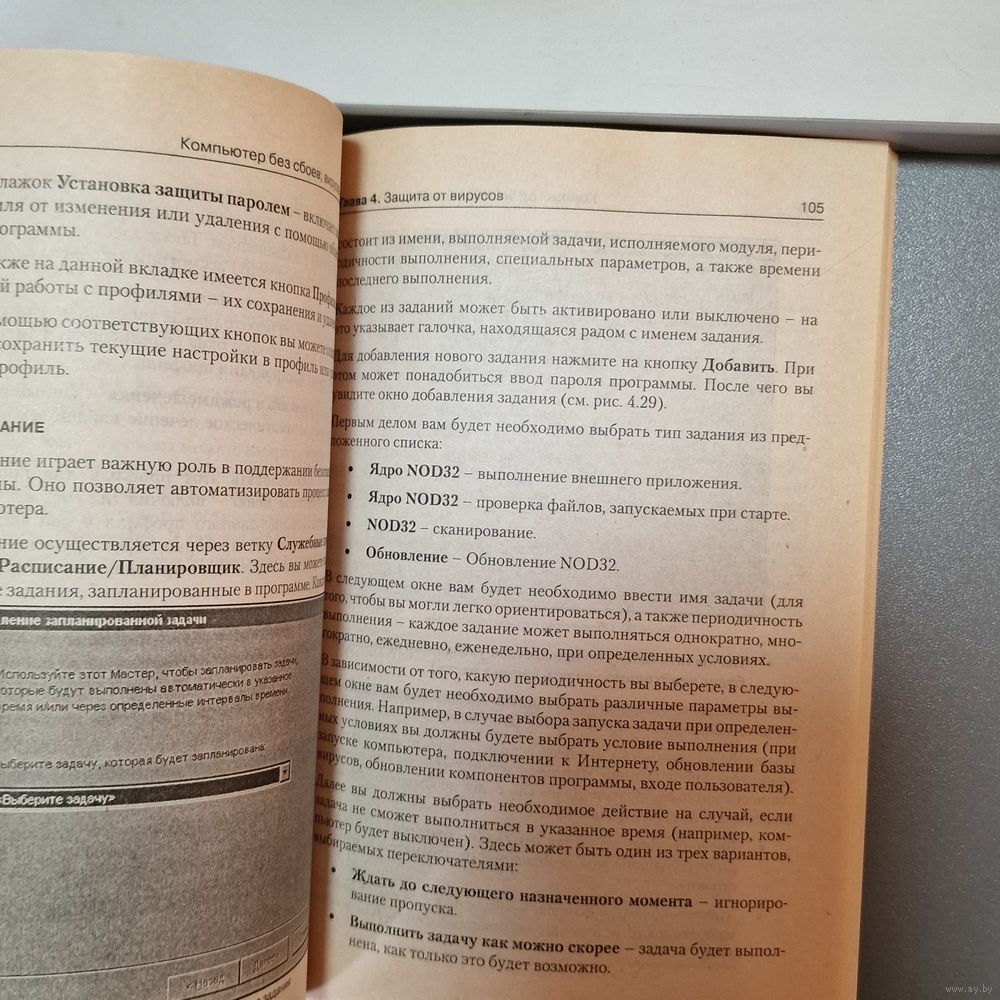 Компьютер без сбоев,
Установка защиты паролем –
от изменения или удаления с помощью
на данной вкладке имеется кнопка
работы с профилями – их сохранения и
соответствующих кнопок вы можете
сохранить текущие настройки в профиль или
играет важную роль в поддержании
Оно позволяет автоматизировать процесс
осуществляется через ветку Служебные
Расписание/Планировщик. Здесь вы можете
задания, запланированные в программе.
запланированной задачи
Используйте этот Мастер, чтобы запланировать задачи,
которые будут выполнены автоматически в указанное
время и/или через определенные интервалы времени.
Выберите задачу, которая будет запланирована:
<Выберите задачу>
< Назад
задания
Глава 4. Защита от вирусов
105
состоит из имени, выполняемой задачи, исполняемого модуля, пери-
одичности выполнения, специальных параметров, а также времени
последнего выполнения.
Каждое из заданий может быть активировано или выключено – на
это указывает галочка, находящаяся радом с именем задания.
Для добавления нового задания нажмите на кнопку Добавить. При
этом может понадобиться ввод пароля программы. После чего вы
увидите окно добавления задания (см. рис. 4.29).
Первым делом вам будет необходимо выбрать тип задания из пред-
ложенного списка:
• Ядро NOD32 – выполнение внешнего приложения.
• Ядро NOD32 – проверка файлов, запускаемых при старте.
• NOD32 – сканирование.
• Обновление – Обновление NOD32.
В следующем окне вам будет необходимо ввести имя задачи (для
того, чтобы вы могли легко ориентироваться), а также периодичность
выполнения – каждое задание может выполняться однократно, мно-
гократно, ежедневно, еженедельно, при определенных условиях.
В зависимости от того, какую периодичность вы выберете, в следую-
щем окне вам будет необходимо выбрать различные параметры вы-
полнения. Например, в случае выбора запуска задачи при определен-
ных условиях вы должны будете выбрать условие выполнения (при
запуске компьютера, подключении к Интернету, обновлении базы
вирусов, обновлении компонентов программы, входе пользователя).
Далее вы должны выбрать необходимое действие на случай, если
задача не сможет выполниться в указанное время (например, ком-
пьютер будет выключен). Здесь может быть один из трех вариантов,
выбираемых переключателями:
• Ждать до следующего назначенного момента – игнориро-
вание пропуска.
• Выполнить задачу как можно скорее – задача будет выпол-
нена, как только это будет возможно.
www.ay.by